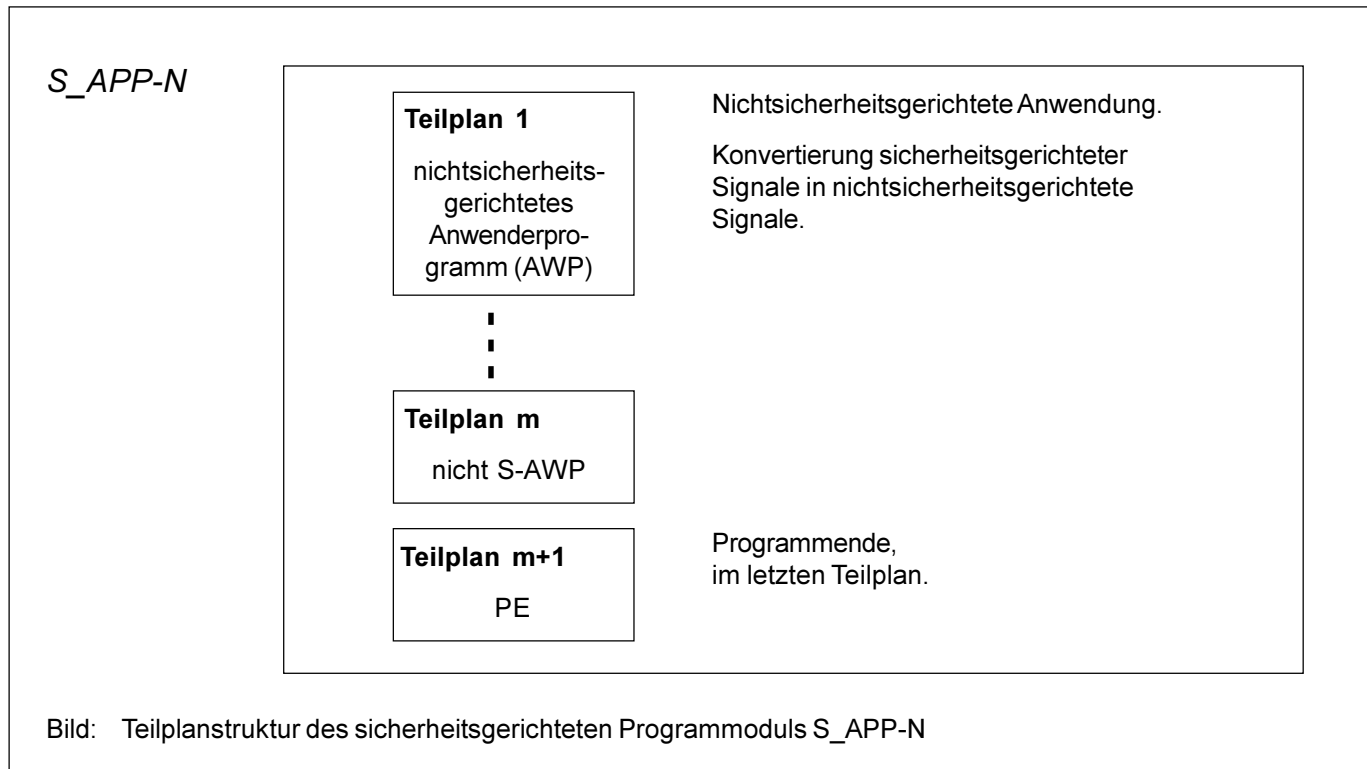 S_APP-N
Teilplan 1
nichtsicherheits-
gerichtetes
Anwenderpro-
gramm (AWP)
Nichtsicherheitsgerichtete Anwendung.
Konvertierung sicherheitsgerichteter
Signale in nichtsicherheitsgerichtete
Signale.
Teilplan m
nicht S-AWP
Teilplan m+1
PE
Programmende,
im letzten Teilplan.
Bild: Teilplanstruktur des sicherheitsgerichteten Programmoduls S_APP-N